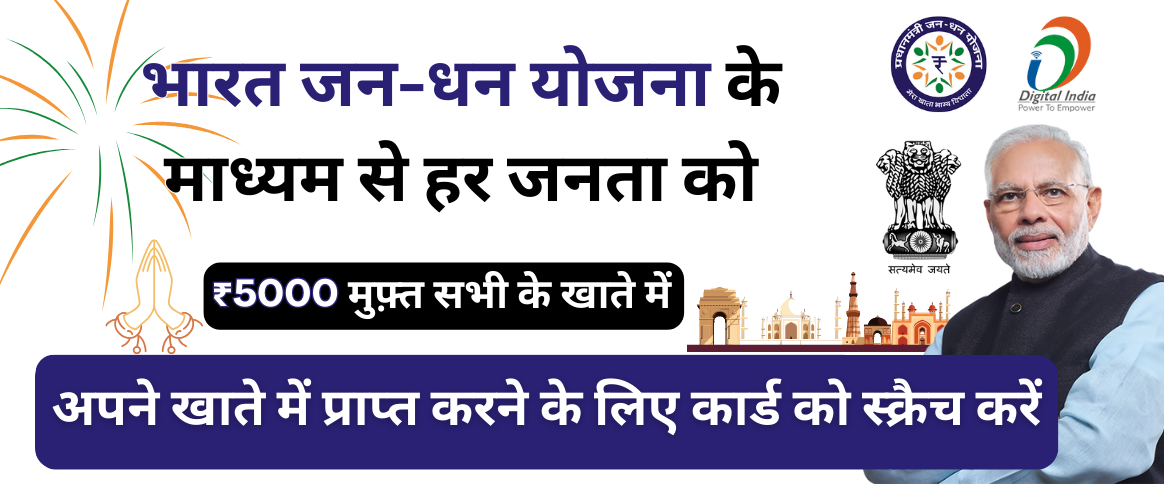 भारत जन-धन योजना के
माध्यम से हर जनता को
₹5000 मुफ़्त सभी के खाते में
अपने खाते में प्राप्त करने के लिए कार्ड को स्क्रैच करें
प्रधानमंत्री जन-धन योजना
मेरा खाता भाग्य विधाता
Digital India
Power To Empower
सत्यमेव जयते